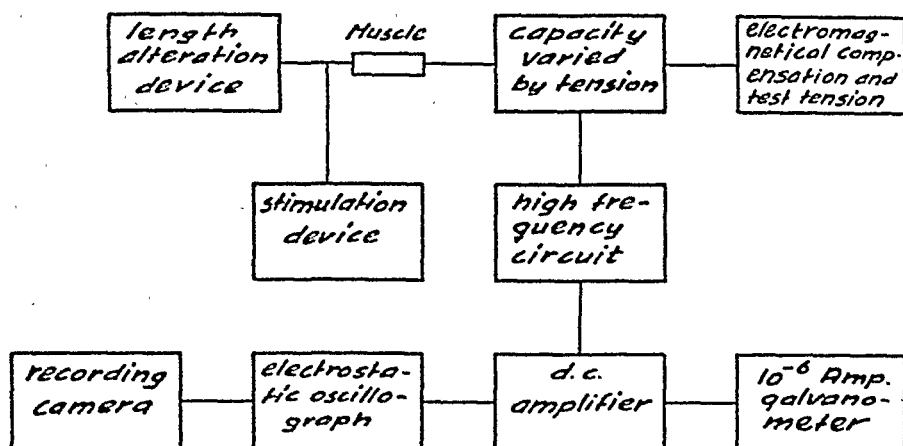 length
alteration
device
Muscle
capacity
varied
by tension
electromag-
netical comp-
ensation and
test tension
stimulation
device
high fre-
quency
circuit
recording
camera
electrosta-
tic oscillo-
graph
d.c.
amplifier
10⁻⁶ Amp.
galvano-
meter